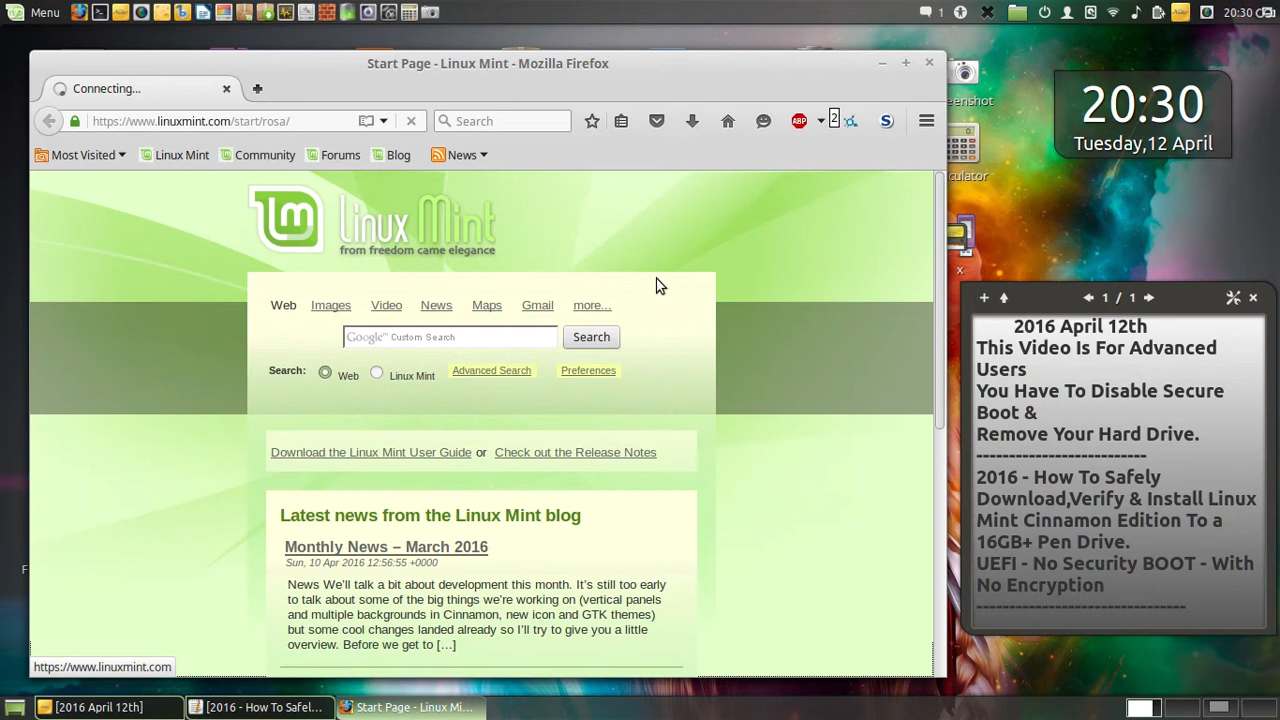 Menu
1
20:30
Start Page - Linux Mint - Mozilla Firefox
Connecting...
https://www.linuxmint.com/start/rosa/
Search
ABP
2
S
Most Visited
Linux Mint
Community
Forums
Blog
News
Linux Mint
from freedom came elegance
Web Images Video News Maps Gmail more...
Google™ Custom Search
Search
Search: Web Linux Mint Advanced Search Preferences
Download the Linux Mint User Guide or Check out the Release Notes
Latest news from the Linux Mint blog
Monthly News – March 2016
Sun, 10 Apr 2016 12:56:55 +0000
News We'll talk a bit about development this month. It's still too early
to talk about some of the big things we're working on (vertical panels
and multiple backgrounds in Cinnamon, new icon and GTK themes)
but some cool changes landed already so I'll try to give you a little
overview. Before we get to […]
https://www.linuxmint.com
eenshot
culator
x
F
20:30
Tuesday,12 April
1 / 1
2016 April 12th
This Video Is For Advanced
Users
You Have To Disable Secure
Boot &
Remove Your Hard Drive.
--------------------------
2016 - How To Safely
Download,Verify & Install Linux
Mint Cinnamon Edition To a
16GB+ Pen Drive.
UEFI - No Security BOOT - With
No Encryption
--------------------------------
[2016 April 12th]
[2016 - How To Safel...
Start Page - Linux Mi...